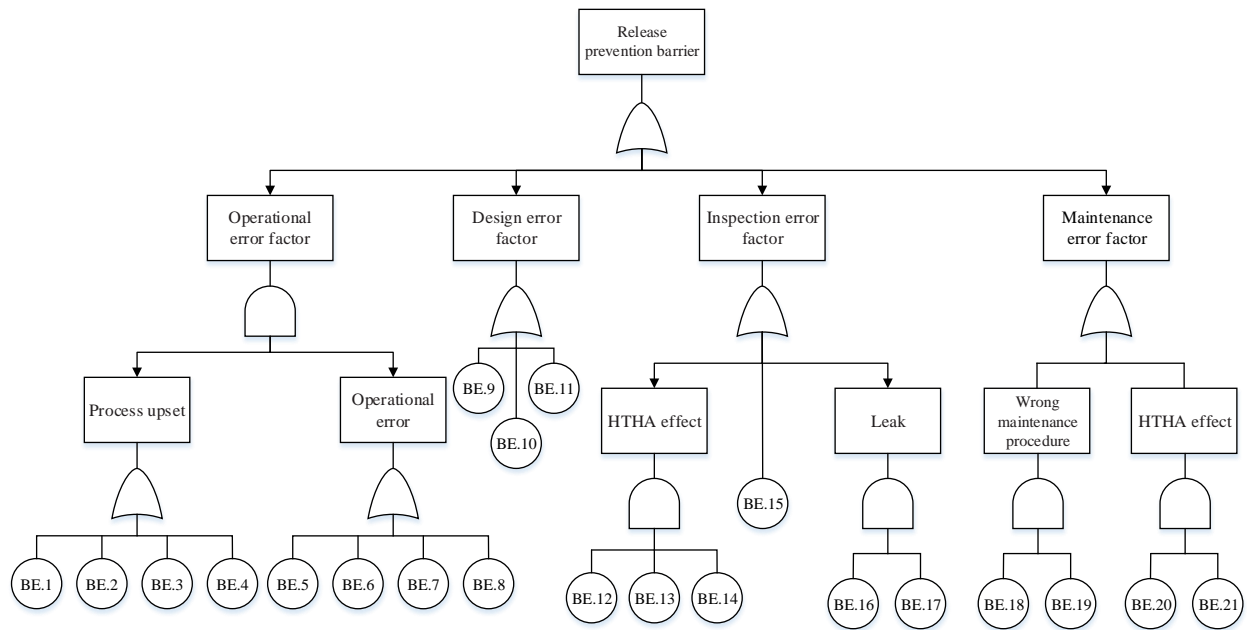 Release
prevention barrier
Operational
error factor
Design error
factor
Inspection error
factor
Maintenance
error factor
Process upset
Operational
error
BE.9
BE.10
BE.11
HTHA effect
BE.15
Leak
Wrong
maintenance
procedure
HTHA effect
BE.1
BE.2
BE.3
BE.4
BE.5
BE.6
BE.7
BE.8
BE.12
BE.13
BE.14
BE.16
BE.17
BE.18
BE.19
BE.20
BE.21